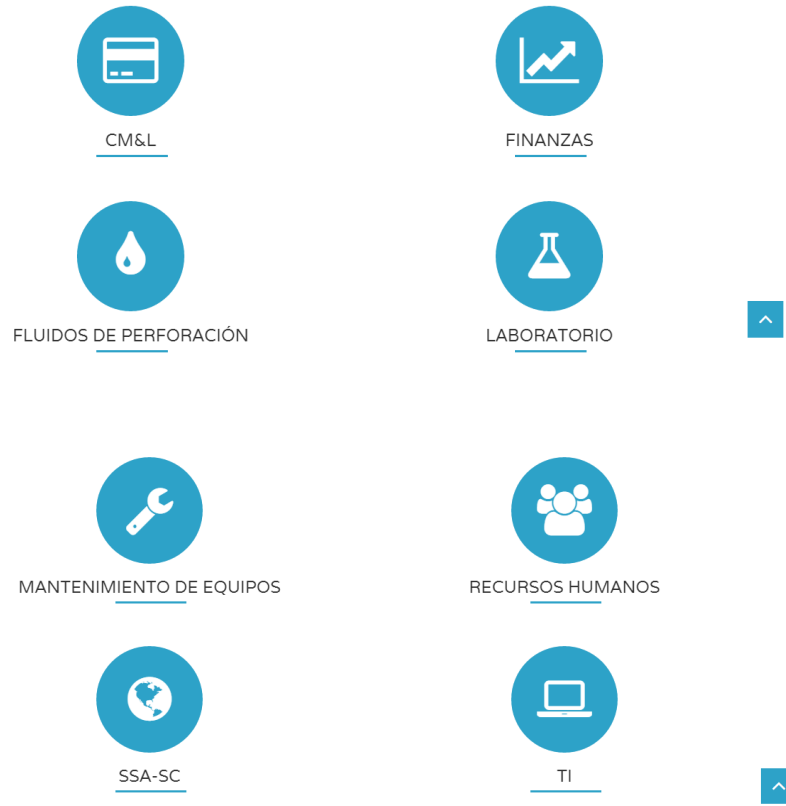 CM&L
FINANZAS
FLUIDOS DE PERFORACIÓN
LABORATORIO
MANTENIMIENTO DE EQUIPOS
RECURSOS HUMANOS
SSA-SC
TI